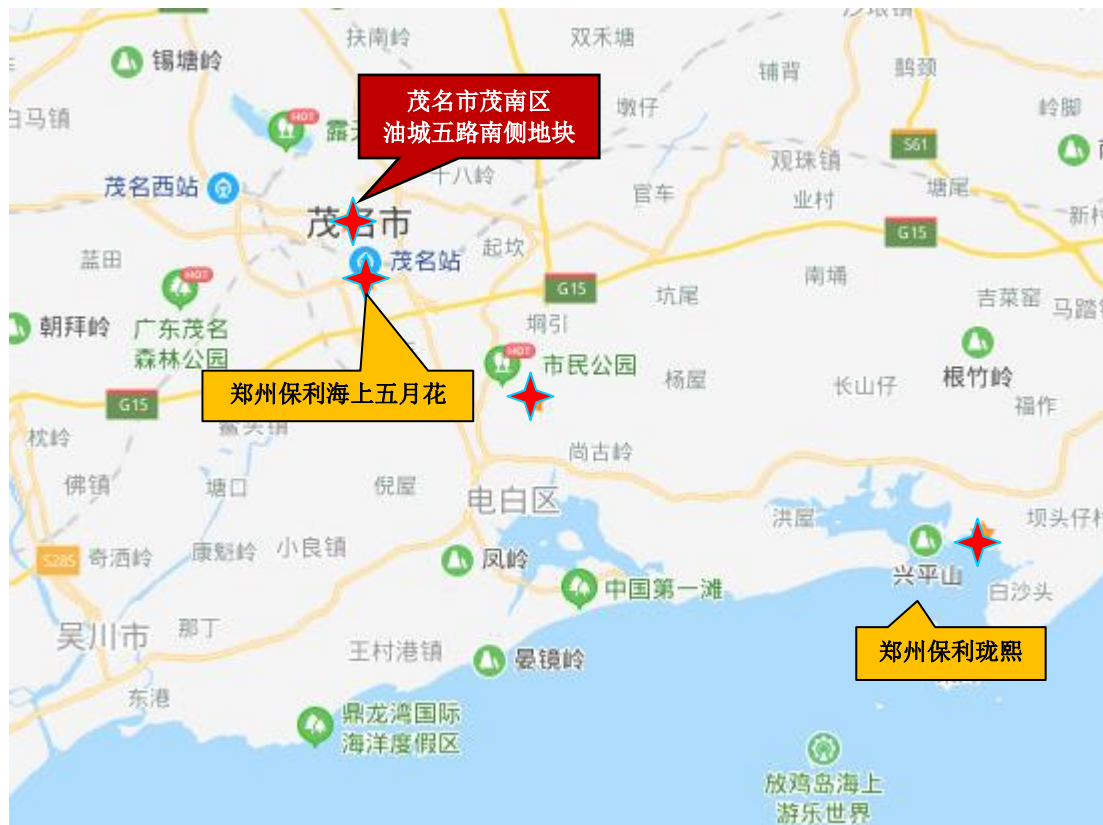 扶南岭
双禾塘
锡塘岭
铺背
鹊颈
茂名市茂南区
油城五路南侧地块
墩仔
岭脚
白马镇
HOT
S61
观珠镇
十八岭
茂名西站
官车
业村
塘尾
茂名市
新村
G15
起坎
茂名站
蓝田
南埇
HOT
G15
坑尾
吉菜窑
马踏
朝拜岭
广东茂名
森林公园
垌引
HOT
市民公园
根竹岭
杨屋
长山仔
郑州保利海上五月花
G15
福作
枕岭
尚古岭
佛镇
塘口
倪屋
电白区
洪屋
坝头仔村
S285
奇洒岭
康魁岭
小良镇
凤岭
兴平山
中国第一滩
白沙头
吴川市
那丁
王村港镇
晏镜岭
郑州保利珑熙
东港
鼎龙湾国际
海洋度假区
放鸡岛海上
游乐世界